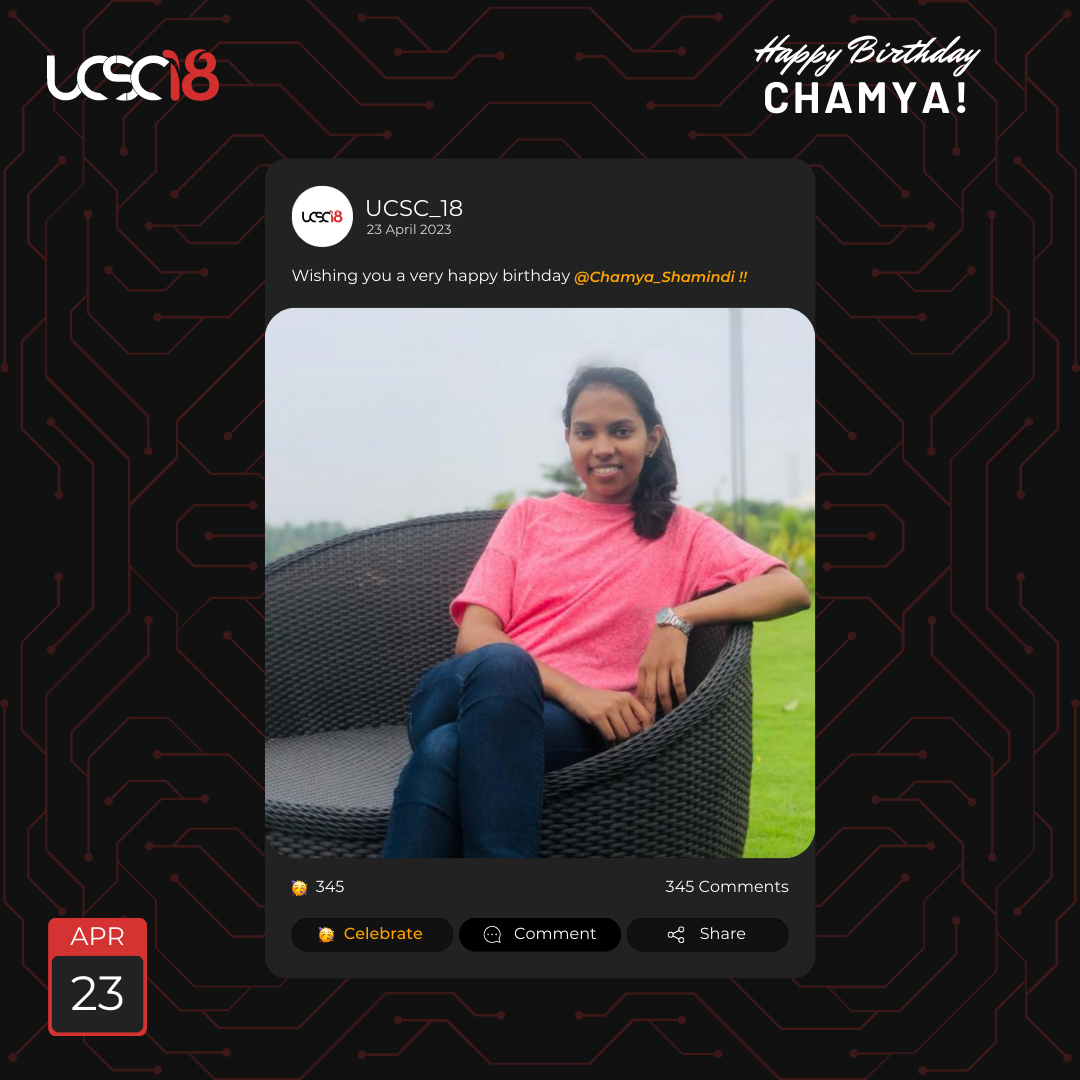 UCSC18
Happy Birthday
CHAMYA!
UCSC18
UCSC_18
23 April 2023
Wishing you a very happy birthday @Chamya_Shamindi !!
345
345 Comments
Celebrate
Comment
Share
APR
23